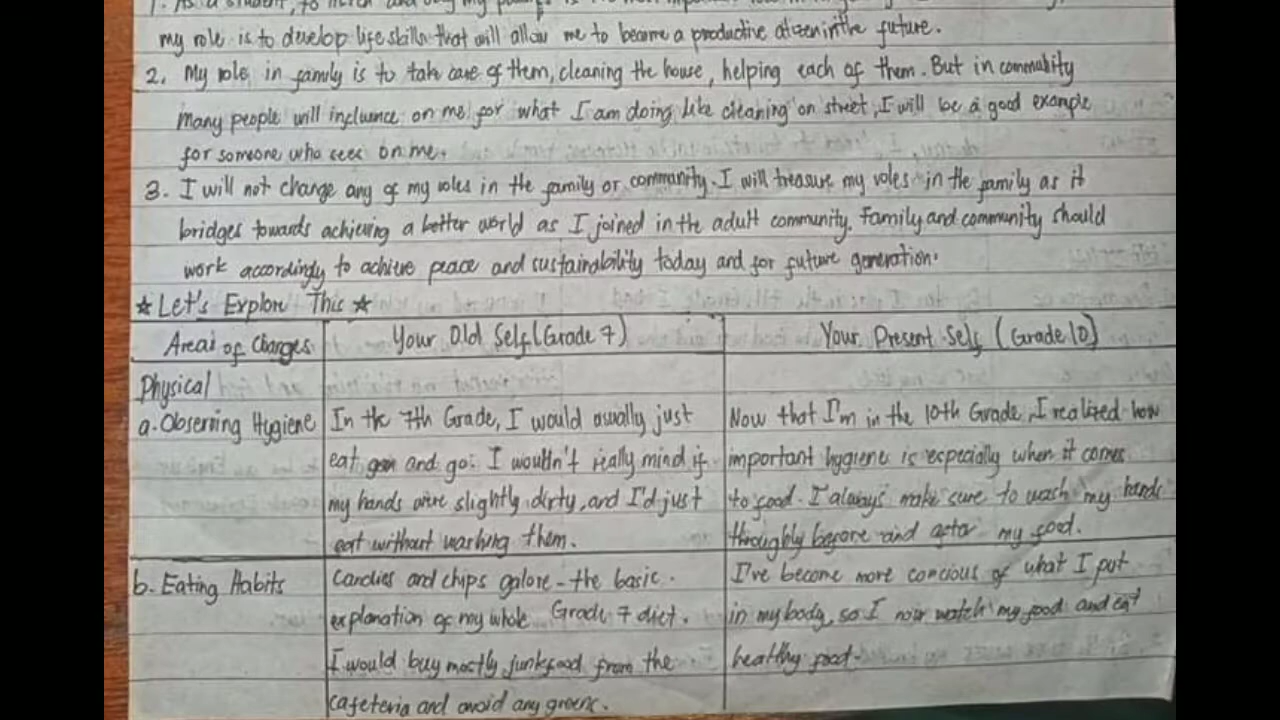 1. As a student, to
my role is to develop life skills that will allow me to become a productive citizen in the future.
2. My role in family is to take care of them, cleaning the house, helping each of them. But in community
many people will influence on me for what I am doing like cleaning on street, I will be a good example
for someone who sees on me.
3. I will not change any of my roles in the family or community. I will treasure my roles in the family as it
bridges towards achieving a better world as I joined in the adult community. Family and community should
work accordingly to achieve peace and sustainability today and for future generation.
★ Let's Explore This ★
Areas of Changes
Your Old Self (Grade 7)
Your Present Self (Grade 10)
Physical
a. Observing Hygiene
In the 7th Grade, I would usually just
eat and go. I wouldn't really mind if
my hands were slightly dirty, and I'd just
eat without washing them.
Now that I'm in the 10th Grade, I realized how
important hygiene is especially when it comes
to food. I always make sure to wash my hands
throughly before and after my food.
b. Eating Habits
Candies and chips galore - the basic
explanation of my whole Grade 7 diet.
I would buy mostly junkfood from the
cafeteria and avoid any greens.
I've become more concious of what I put
in my body, so I now watch my food and eat
healthy food.